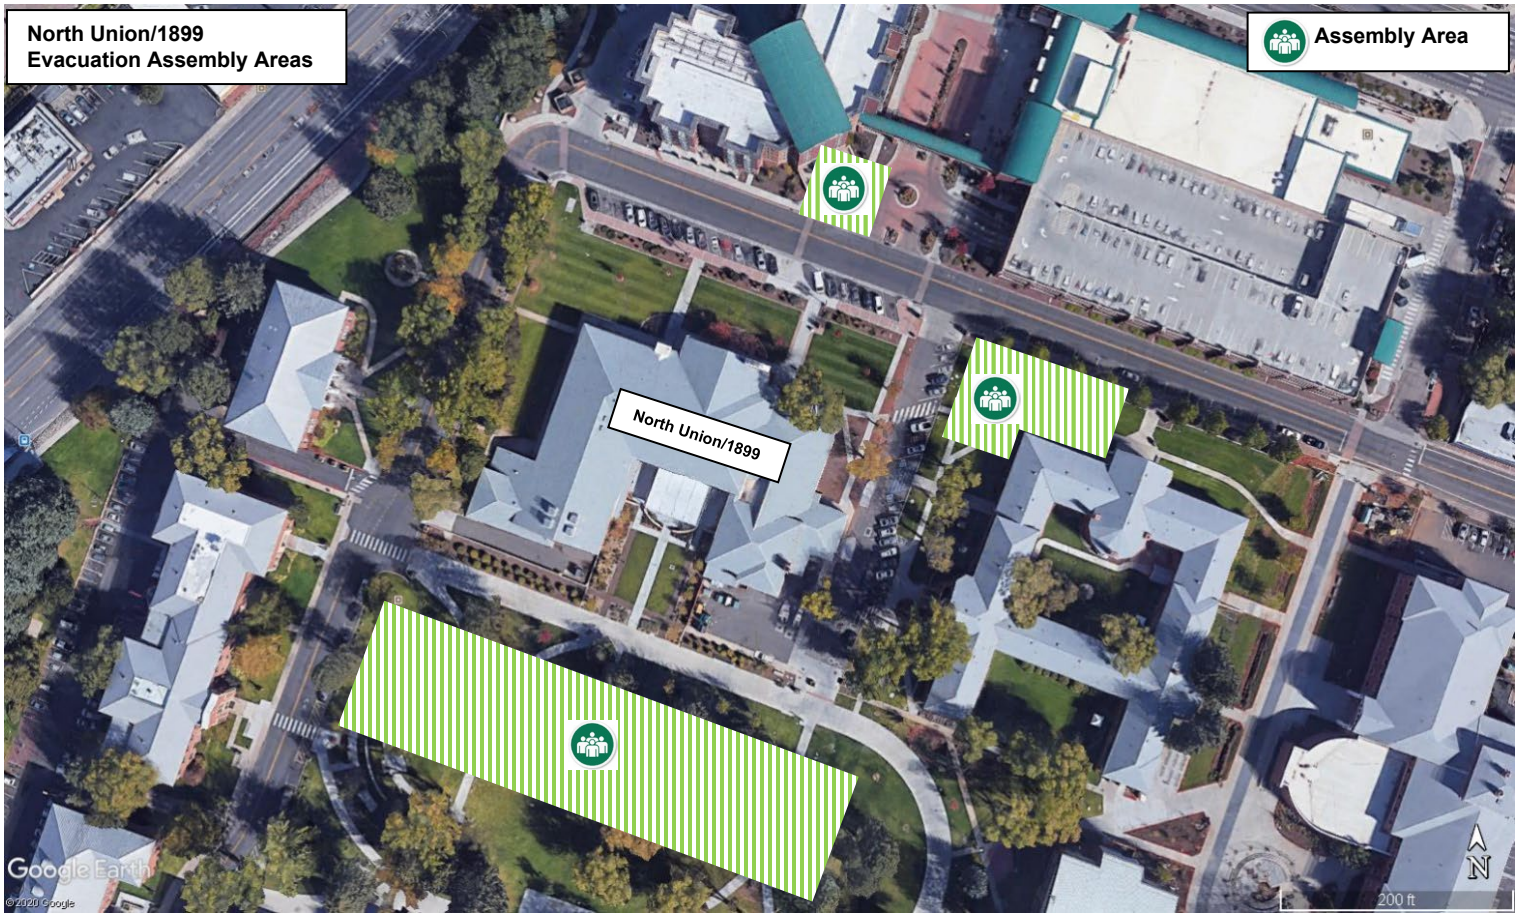 North Union/1899
Evacuation Assembly Areas
Assembly Area
North Union/1899
Google Earth
©2020 Google
N
200 ft